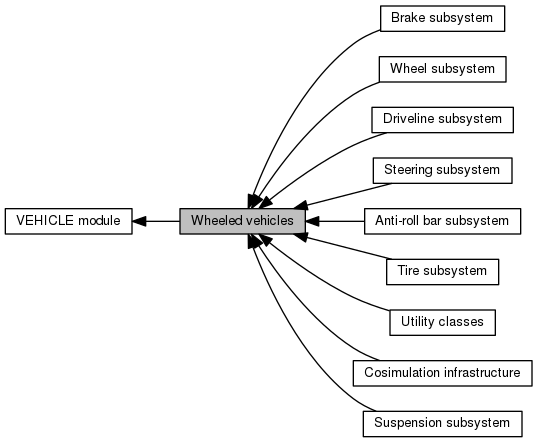 Brake subsystem
Wheel subsystem
Driveline subsystem
Steering subsystem
VEHICLE module
Wheeled vehicles
Anti-roll bar subsystem
Tire subsystem
Utility classes
Cosimulation infrastructure
Suspension subsystem